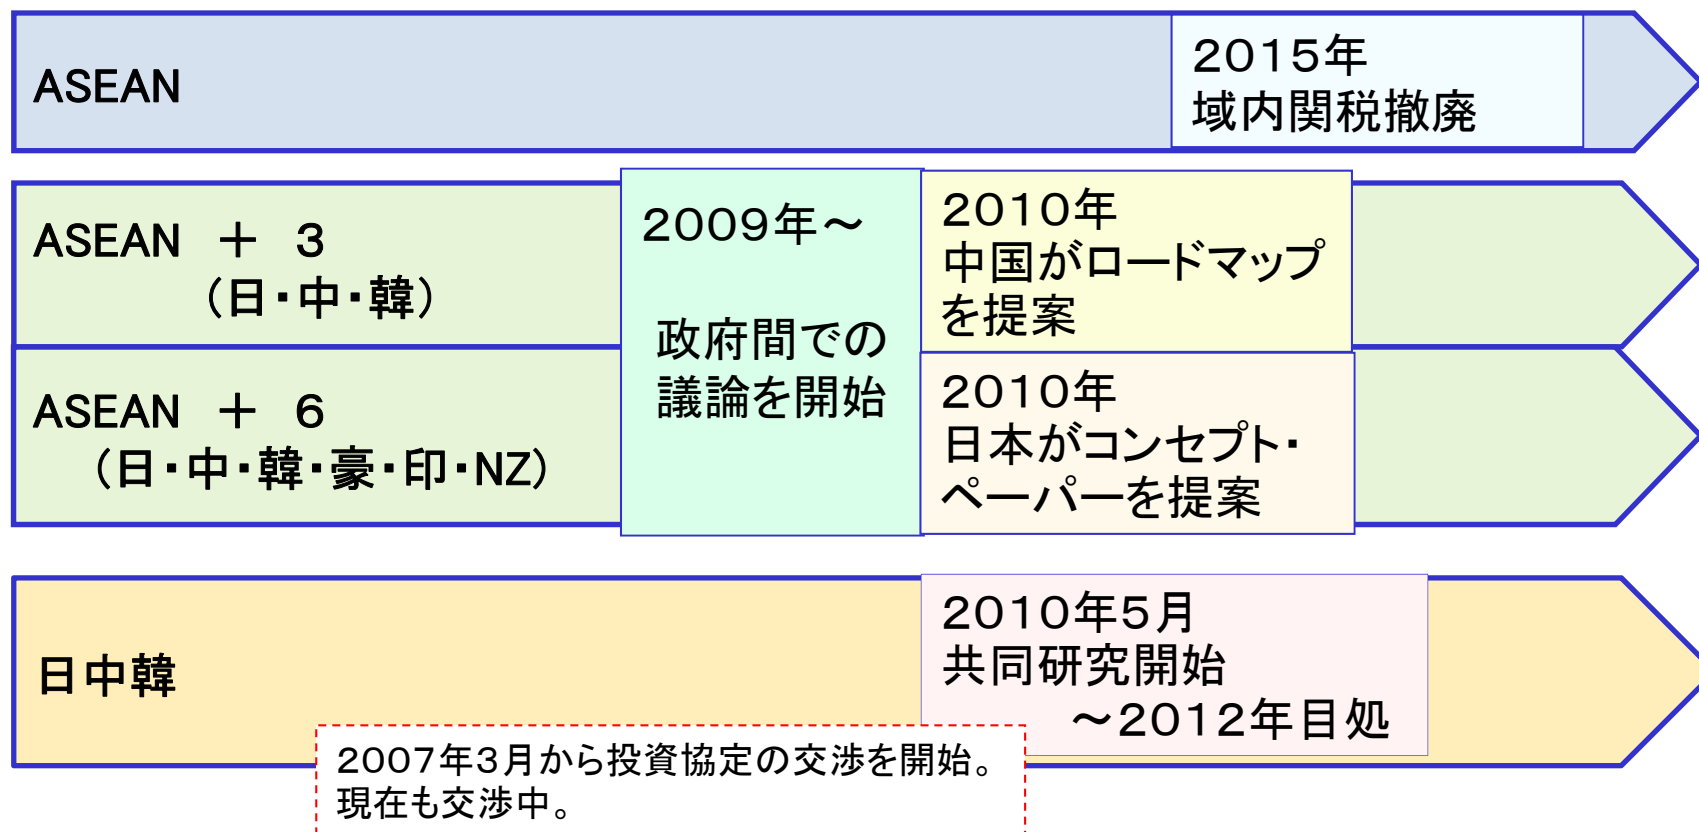 ASEAN
2015年
域内関税撤廃
ASEAN ＋ 3
（日・中・韓）
ASEAN ＋ 6
（日・中・韓・豪・印・NZ）
2009年～
政府間での
議論を開始
2010年
中国がロードマップ
を提案
2010年
日本がコンセプト・
ペーパーを提案
日中韓
2010年5月
共同研究開始
～2012年目処
2007年3月から投資協定の交渉を開始。
現在も交渉中。